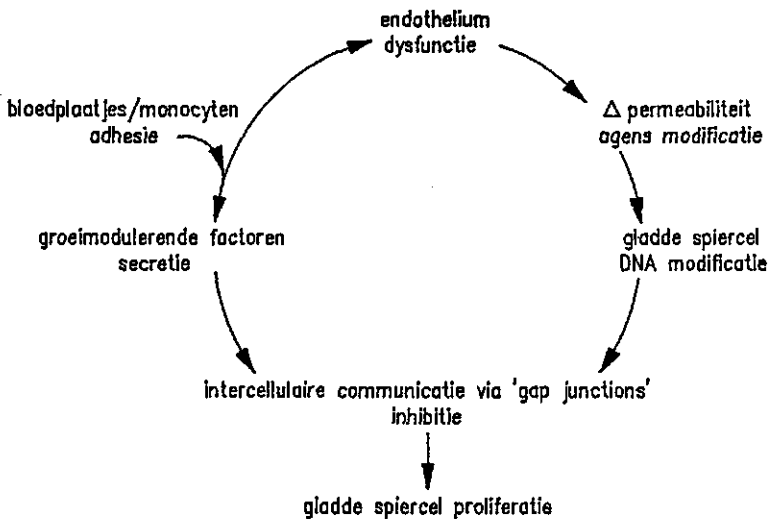 endothelium
dysfunctie
bloedplaatjes/monocyten
adhesie
Δ permeabiliteit
agens modificatie
groeimodulerende factoren
secretie
gladde spiercel
DNA modificatie
intercellulaire communicatie via 'gap junctions'
inhibitie
gladde spiercel proliferatie